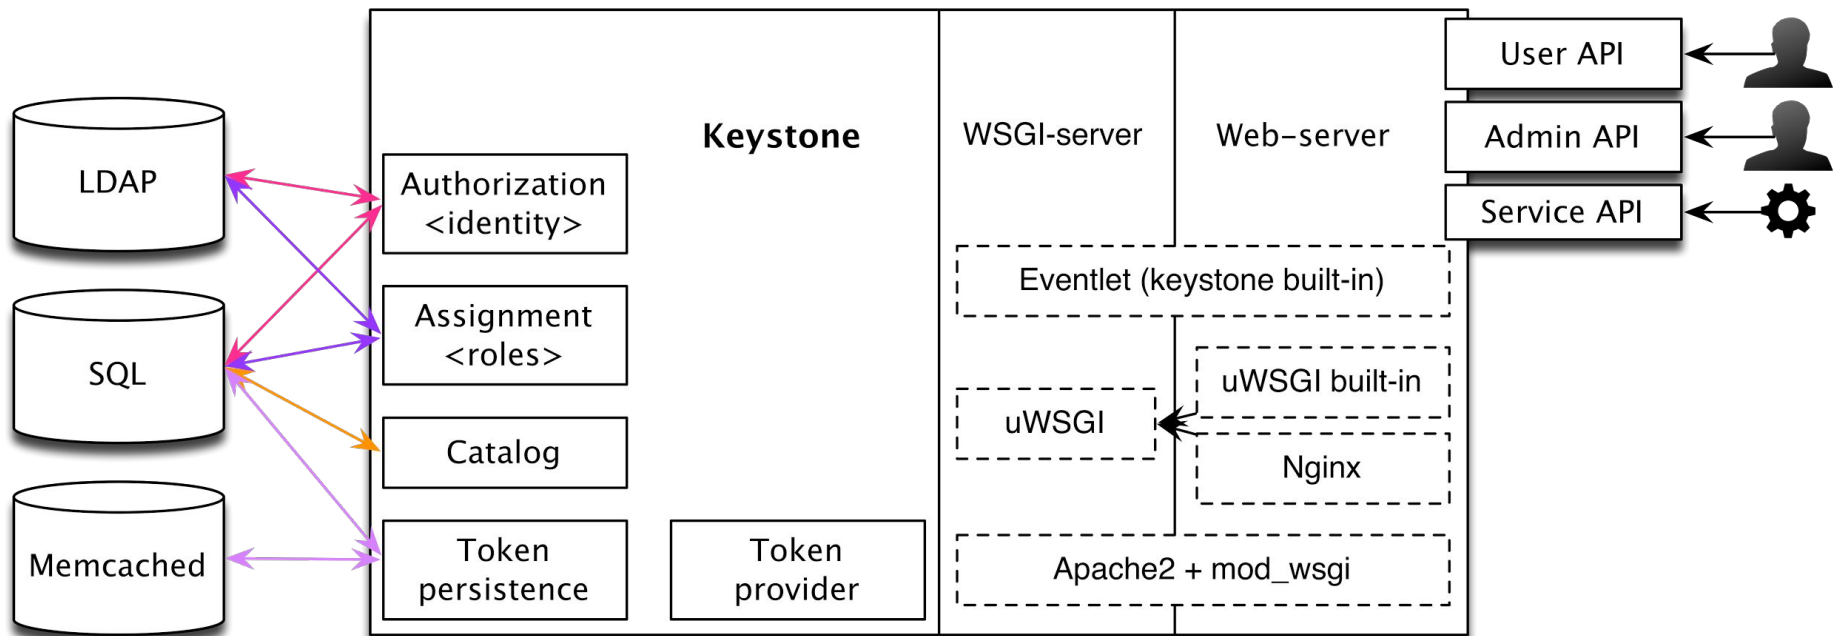 User API
Keystone
WSGI-server
Web-server
Admin API
LDAP
Authorization
<identity>
Service API
Eventlet (keystone built-in)
Assignment
<roles>
SQL
uWSGI built-in
uWSGI
Catalog
Nginx
Memcached
Token
persistence
Token
provider
Apache2 + mod_wsgi